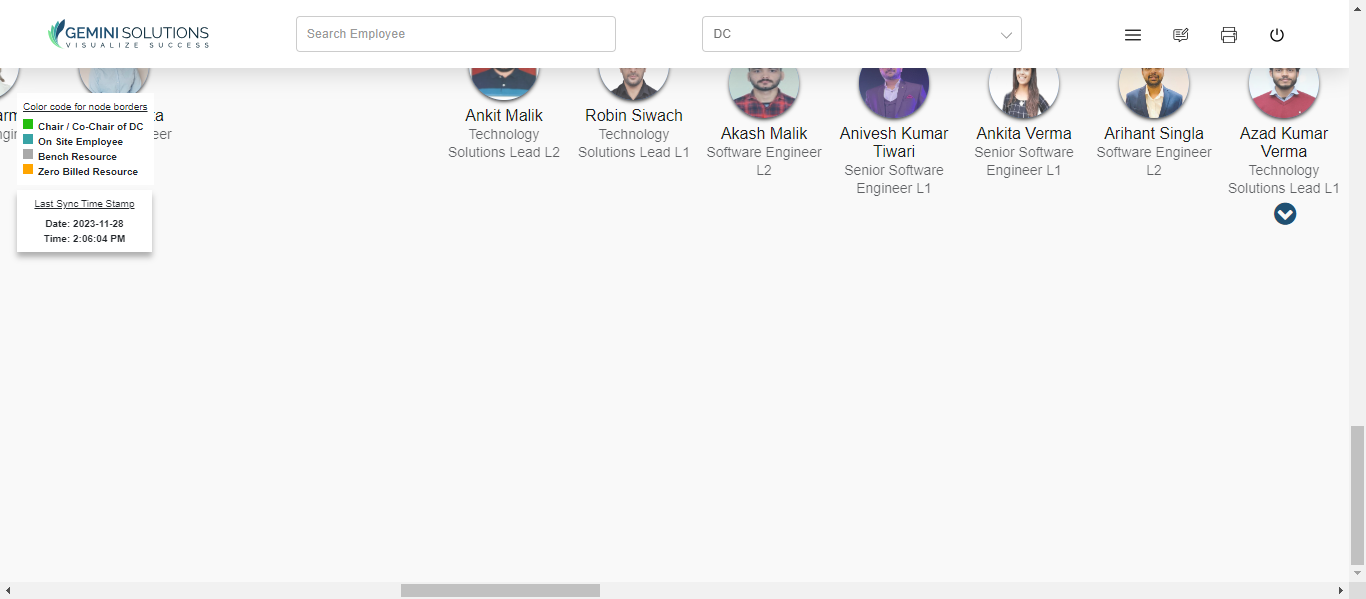 GEMINI SOLUTIONS
VISUALIZE SUCCESS
Search Employee
DC
Color code for node borders
Chair / Co-Chair of DC
On Site Employee
Bench Resource
Zero Billed Resource
Last Sync Time Stamp
Date: 2023-11-28
Time: 2:06:04 PM
Ankit Malik
Technology
Solutions Lead L2
Robin Siwach
Technology
Solutions Lead L1
Akash Malik
Software Engineer
L2
Anivesh Kumar
Tiwari
Senior Software
Engineer L1
Ankita Verma
Senior Software
Engineer L1
Arihant Singla
Software Engineer
L2
Azad Kumar
Verma
Technology
Solutions Lead L1